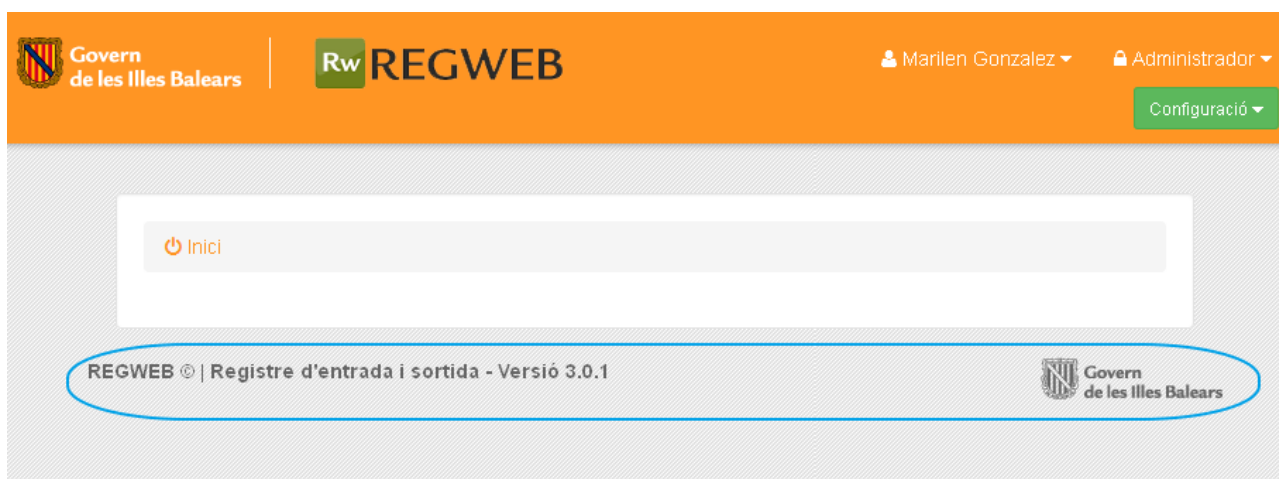 Govern
de les Illes Balears
Rw REGWEB
Marilen Gonzalez
Administrador
Configuració
Inici
REGWEB © | Registre d'entrada i sortida - Versió 3.0.1
Govern
de les Illes Balears